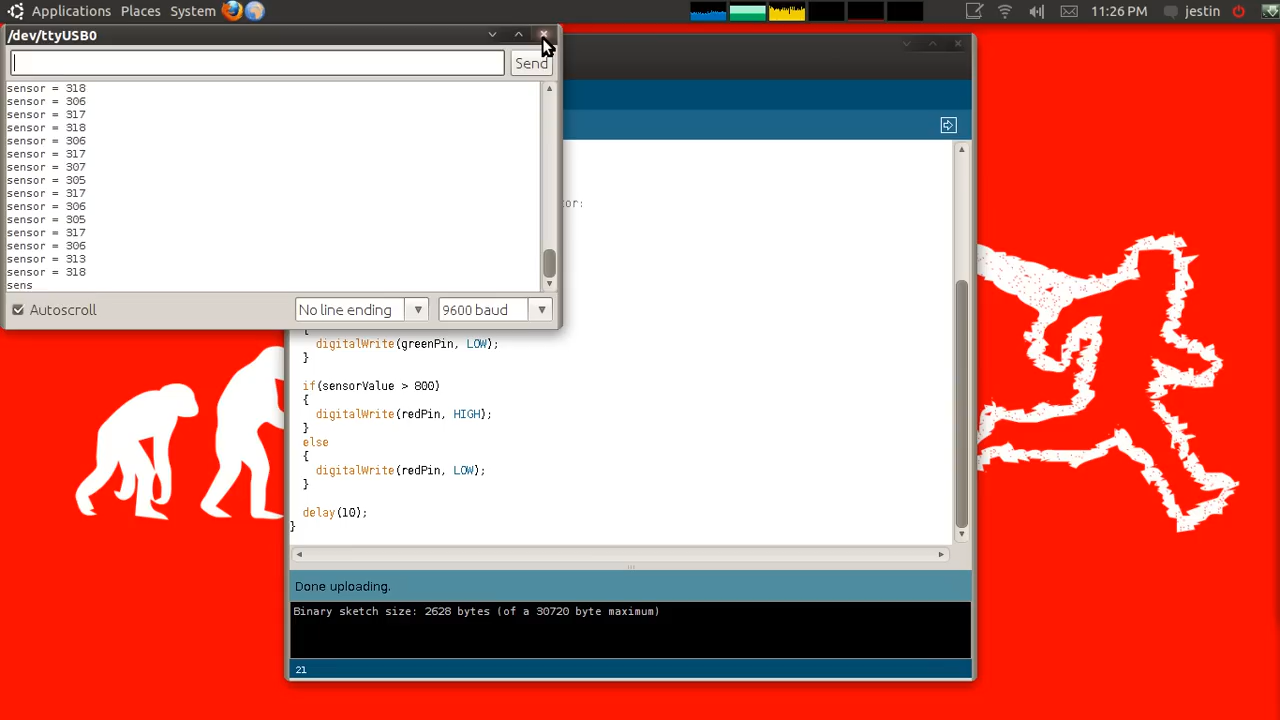 Applications Places System 11:26 PM jestin
/dev/ttyUSB0
Send
sensor = 318
sensor = 306
sensor = 317
sensor = 318
sensor = 306
sensor = 317
sensor = 307
sensor = 305
sensor = 317
sensor = 306
sensor = 305
sensor = 317
sensor = 306
sensor = 313
sensor = 318
sens
Autoscroll No line ending 9600 baud
tor:
{
digitalWrite(greenPin, LOW);
}
if(sensorValue > 800)
{
digitalWrite(redPin, HIGH);
}
else
{
digitalWrite(redPin, LOW);
}
delay(10);
}
Done uploading.
Binary sketch size: 2628 bytes (of a 30720 byte maximum)
21